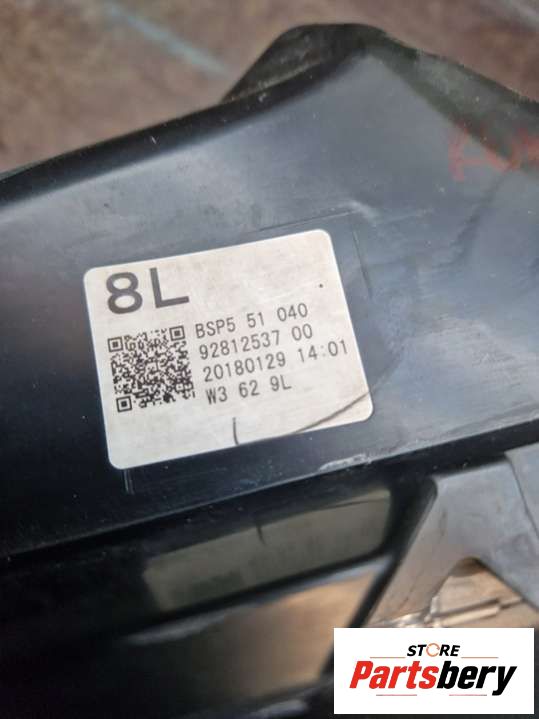 8L
BSP5 51 040
92812537 00
20180129 14:01
W3 62 9L
STORE
Partsbery